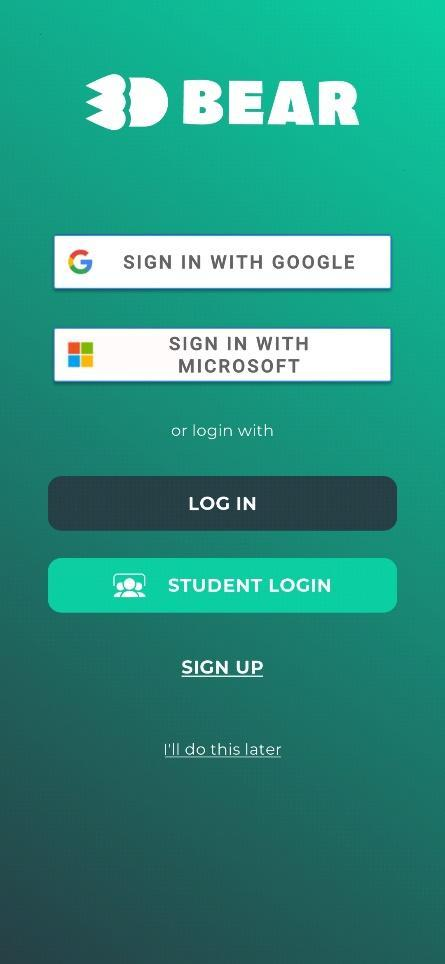 3D BEAR
SIGN IN WITH GOOGLE
SIGN IN WITH
MICROSOFT
or login with
LOG IN
STUDENT LOGIN
SIGN UP
I'll do this later